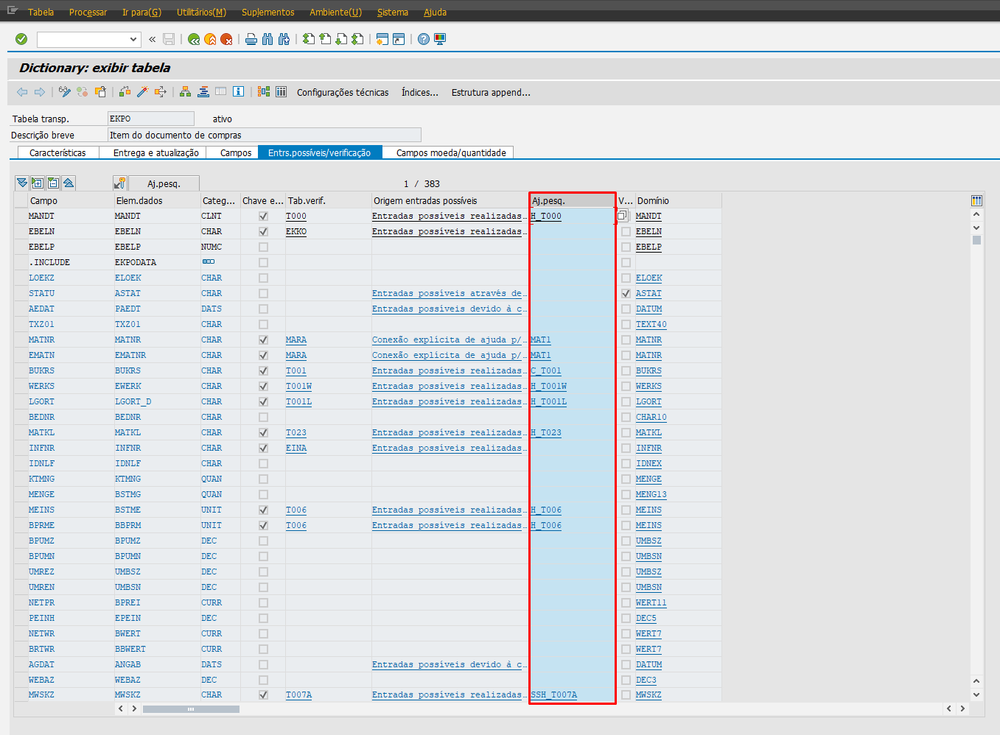 Tabela Processar Ir para(G) Utilitários(M) Suplementos Ambiente(U) Sistema Ajuda
Dictionary: exibir tabela
Configurações técnicas Índices... Estrutura append...
Tabela transp. EKPO ativo
Descrição breve Item do documento de compras
Características Entrega e atualização Campos Entrs.possíveis/verificação Campos moeda/quantidade
Aj.pesq. 1 / 383
Campo Elem.dados Categ... Chave e... Tab.verif. Origem entradas possíveis Aj.pesq. V... Domínio
MANDT MANDT CLNT T000 Entradas possíveis realizadas... H_T000 MANDT
EBELN EBELN CHAR EKKO Entradas possíveis realizadas... EBELN
EBELP EBELP NUMC EBELP
.INCLUDE EKPODATA
LOEKZ ELOEK CHAR ELOEK
STATU ASTAT CHAR Entradas possíveis através de... ASTAT
AEDAT PAEDT DATS Entradas possíveis devido à c... DATUM
TXZ01 TXZ01 CHAR TEXT40
MATNR MATNR CHAR MARA Conexão explícita de ajuda p/... MAT1 MATNR
EMATN EMATNR CHAR MARA Conexão explícita de ajuda p/... MAT1 MATNR
BUKRS BUKRS CHAR T001 Entradas possíveis realizadas... C_T001 BUKRS
WERKS EWERK CHAR T001W Entradas possíveis realizadas... H_T001W WERKS
LGORT LGORT_D CHAR T001L Entradas possíveis realizadas... H_T001L LGORT
BEDNR BEDNR CHAR CHAR10
MATKL MATKL CHAR T023 Entradas possíveis realizadas... H_T023 MATKL
INFNR INFNR CHAR EINA Entradas possíveis realizadas... INFNR
IDNLF IDNLF CHAR IDNEX
KTMNG KTMNG QUAN MENGE
MENGE BSTMG QUAN MENG13
MEINS BSTME UNIT T006 Entradas possíveis realizadas... H_T006 MEINS
BPRME BBPRM UNIT T006 Entradas possíveis realizadas... H_T006 MEINS
BPUMZ BPUMZ DEC UMBSZ
BPUMN BPUMN DEC UMBSN
UMREZ UMBSZ DEC UMBSZ
UMREN UMBSN DEC UMBSN
NETPR BPREI CURR WERT11
PEINH EPEIN DEC DEC5
NETWR BWERT CURR WERT7
BRTWR BBWERT CURR WERT7
AGDAT ANGAB DATS Entradas possíveis devido à c... DATUM
WEBAZ WEBAZ DEC DEC3
MWSKZ MWSKZ CHAR T007A Entradas possíveis realizadas... SSH_T007A MWSKZ